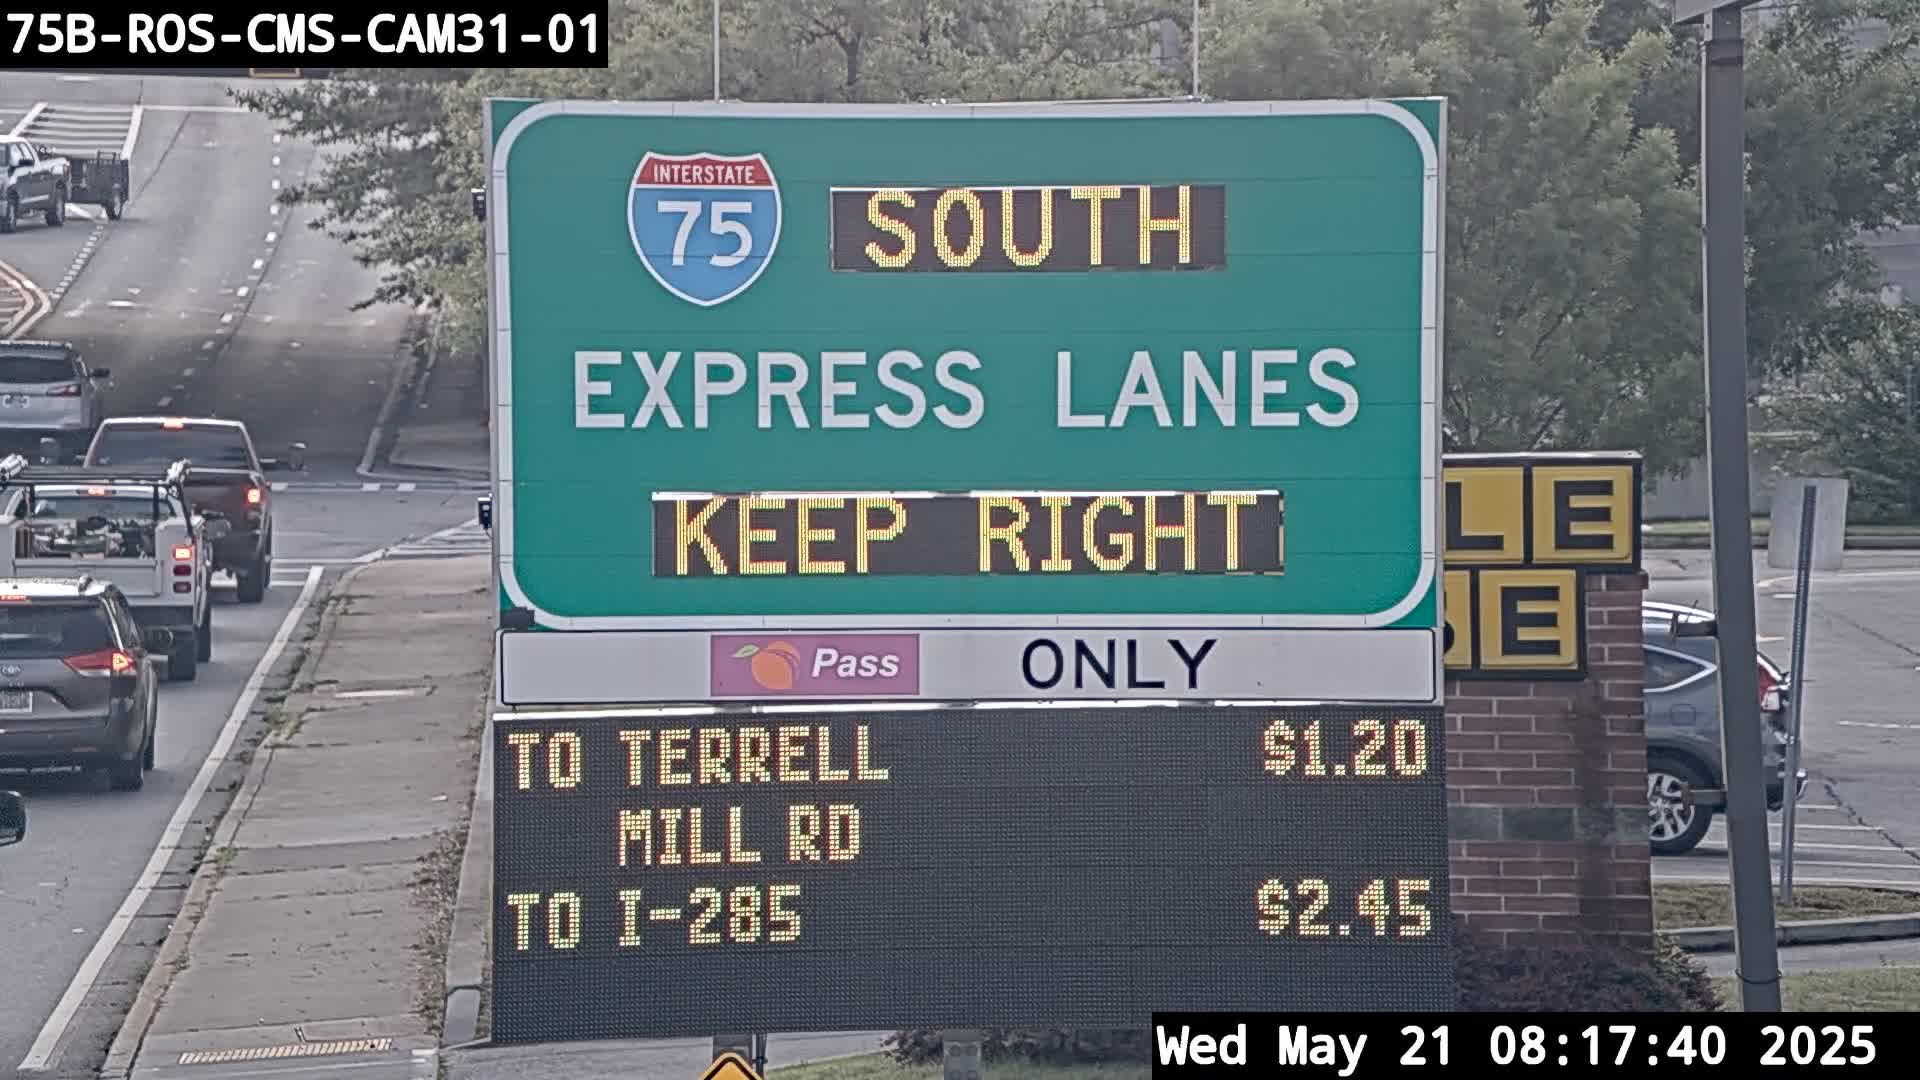 75B-ROS-CMS-CAM31-01
INTERSTATE
75
SOUTH
EXPRESS LANES
KEEP RIGHT
Pass ONLY
TO TERRELL $1.20
MILL RD
TO I-285 $2.45
LE
E
Wed May 21 08:17:40 2025